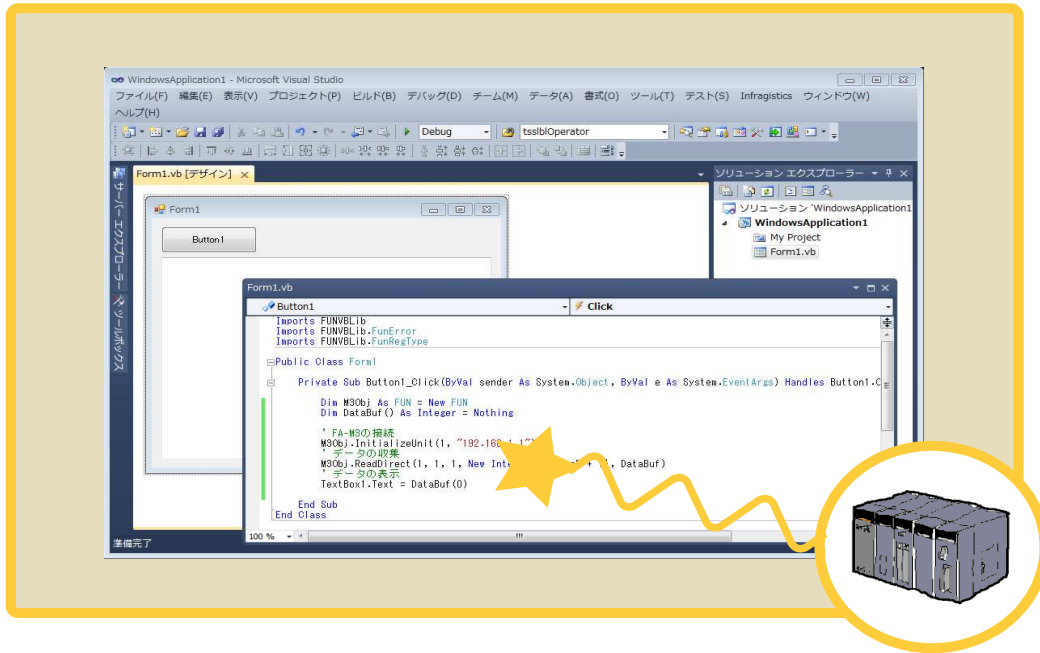 WindowsApplication1 - Microsoft Visual Studio
ファイル(F) 編集(E) 表示(V) プロジェクト(P) ビルド(B) デバッグ(D) チーム(M) データ(A) 書式(O) ツール(T) テスト(S) Infragistics ウィンドウ(W)
ヘルプ(H)
Debug tsslblOperator
サーバー エクスプローラー ツールボックス
Form1.vb [デザイン]
Form1
Button1
ソリューション エクスプローラー
ソリューション 'WindowsApplication1
WindowsApplication1
My Project
Form1.vb
Form1.vb
Button1 Click
Imports FUNVBLib
Imports FUNVBLib.FunError
Imports FUNVBLib.FunRegType
Public Class Form1
Private Sub Button1_Click(ByVal sender As System.Object, ByVal e As System.EventArgs) Handles Button1.C
Dim M3Obj As FUN = New FUN
Dim DataBuf() As Integer = Nothing
' FA-M3の接続
M3Obj.InitializeUnit(1, "192.168.1.1")
' データの収集
M3Obj.ReadDirect(1, 1, 1, New Inte + , DataBuf)
' データの表示
TextBox1.Text = DataBuf(0)
End Sub
End Class
100 %
準備完了